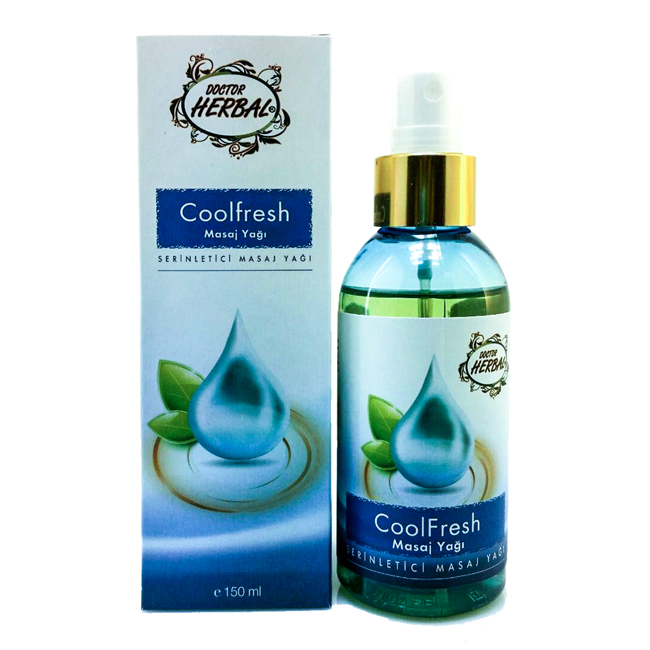 DOCTOR
HERBAL®
Coolfresh
Masaj Yağı
SERİNLETİCİ MASAJ YAĞI
e 150 ml
DOCTOR
HERBAL
CoolFresh
Masaj Yağı
SERİNLETİCİ MASAJ YAĞI